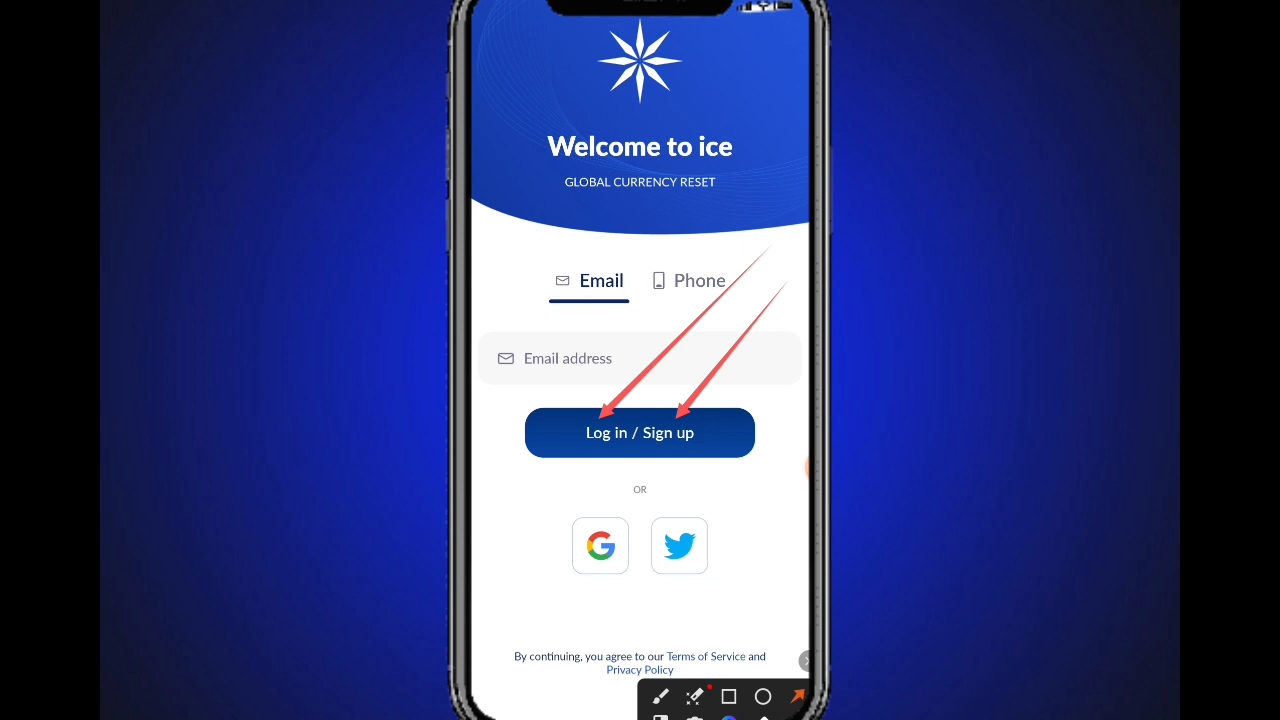 Welcome to ice
GLOBAL CURRENCY RESET
Email Phone
Email address
Log in / Sign up
OR
By continuing, you agree to our Terms of Service and
Privacy Policy